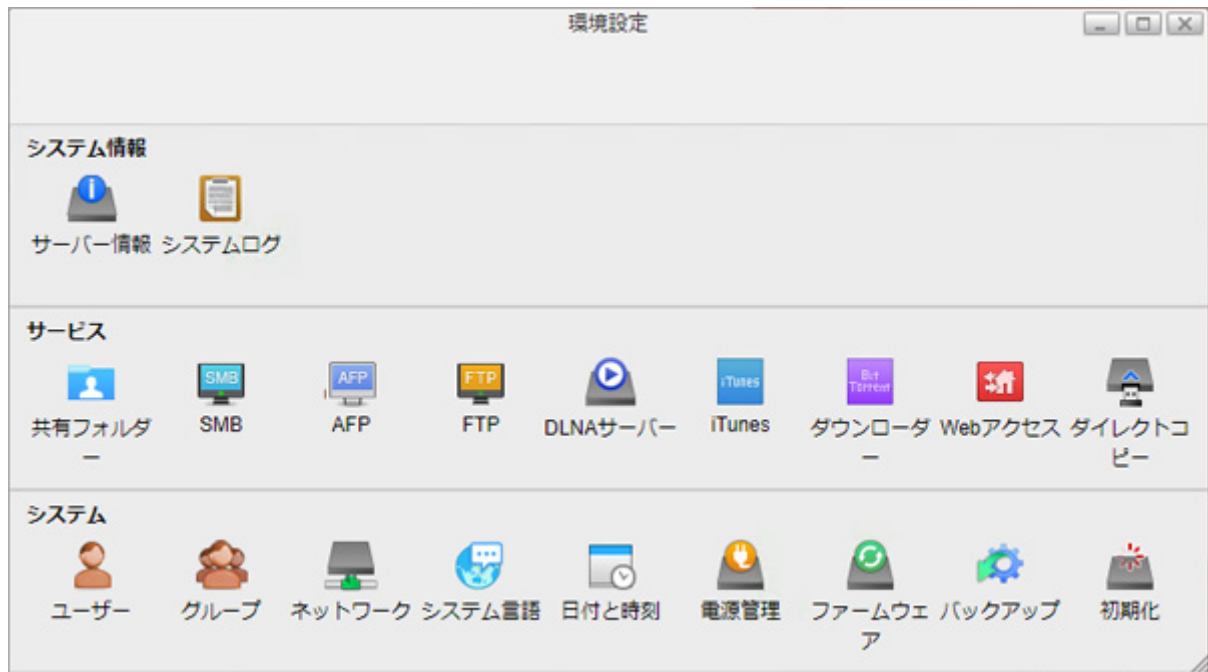 環境設定
システム情報
サーバー情報 システムログ
サービス
SMB AFP FTP iTunes Bit Torrent
共有フォルダー SMB AFP FTP DLNAサーバー iTunes ダウンローダー Webアクセス ダイレクトコピー
システム
ユーザー グループ ネットワーク システム言語 日付と時刻 電源管理 ファームウェア バックアップ 初期化